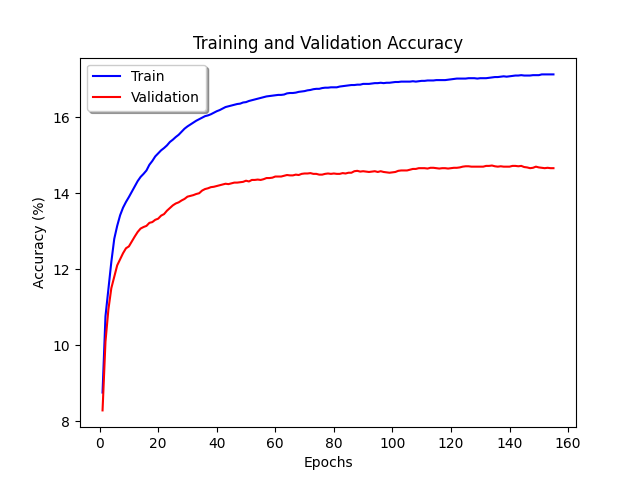 Training and Validation Accuracy
Train
Validation
16
14
12
10
8
Accuracy (%)
0 20 40 60 80 100 120 140 160
Epochs